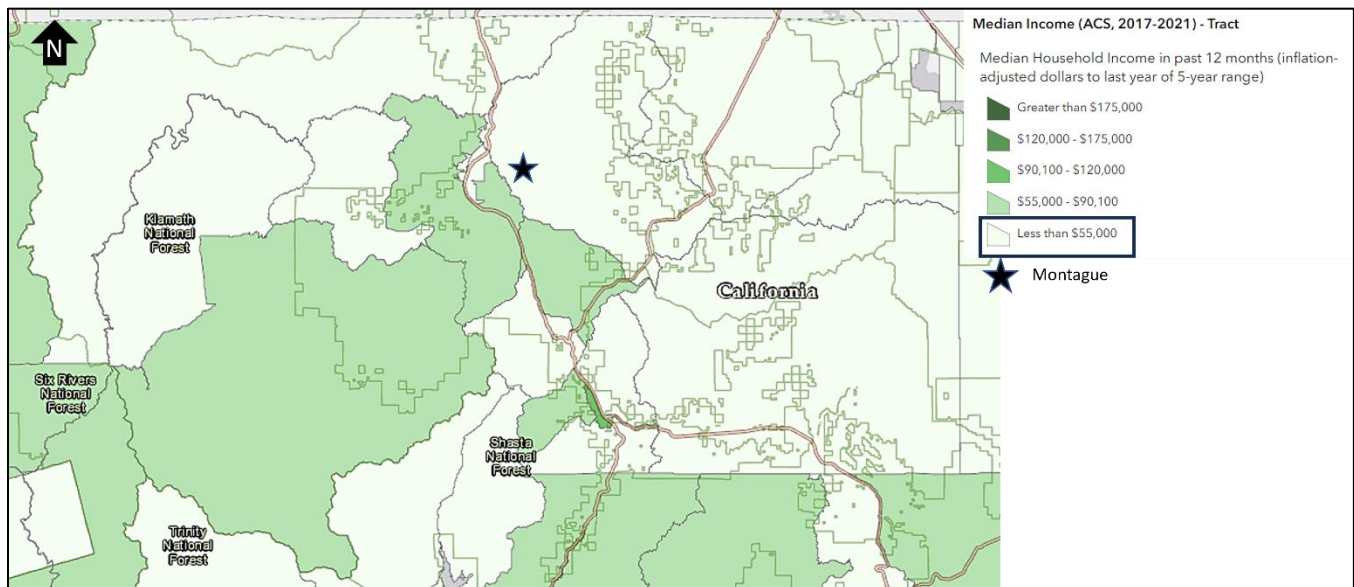 N
Klamath
National
Forest
California
Six Rivers
National
Forest
Shasta
National
Forest
Trinity
National
Forest
Median Income (ACS, 2017-2021) - Tract
Median Household Income in past 12 months (inflation-
adjusted dollars to last year of 5-year range)
Greater than $175,000
$120,000 - $175,000
$90,100 - $120,000
$55,000 - $90,100
Less than $55,000
Montague